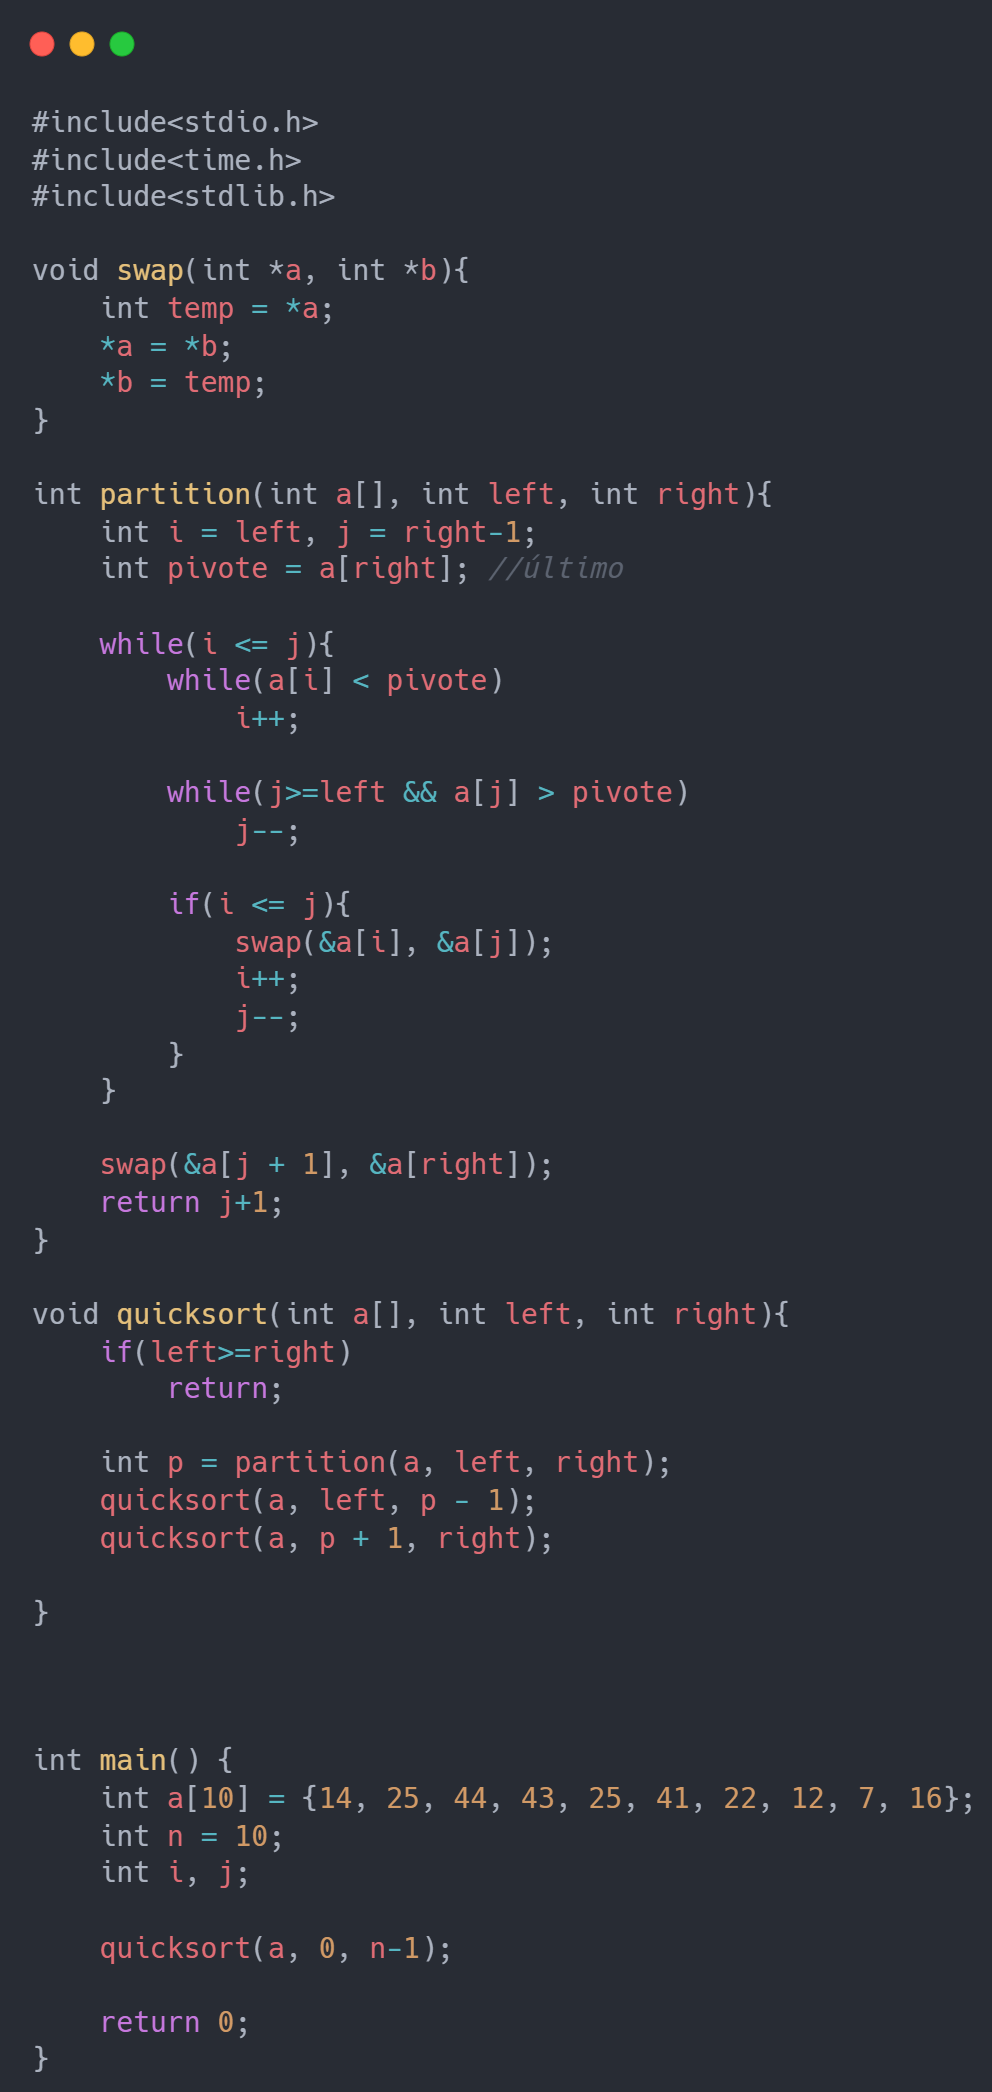 #include<stdio.h>
#include<time.h>
#include<stdlib.h>
void swap(int *a, int *b){
    int temp = *a;
    *a = *b;
    *b = temp;
}
int partition(int a[], int left, int right){
    int i = left, j = right-1;
    int pivote = a[right]; //último
    while(i <= j){
        while(a[i] < pivote)
            i++;
        while(j>=left && a[j] > pivote)
            j--;
        if(i <= j){
            swap(&a[i], &a[j]);
            i++;
            j--;
        }
    }
    swap(&a[j + 1], &a[right]);
    return j+1;
}
void quicksort(int a[], int left, int right){
    if(left>=right)
        return;
    int p = partition(a, left, right);
    quicksort(a, left, p - 1);
    quicksort(a, p + 1, right);
}
int main() {
    int a[10] = {14, 25, 44, 43, 25, 41, 22, 12, 7, 16};
    int n = 10;
    int i, j;
    quicksort(a, 0, n-1);
    return 0;
}